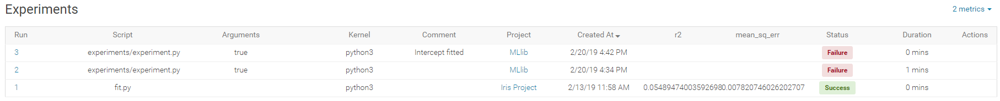 Experiments
2 metrics
Run Script Arguments Kernel Comment Project Created At r2 mean_sq_err Status Duration Actions
3 experiments/experiment.py true python3 Intercept fitted MLlib 2/20/19 4:42 PM Failure 0 mins
2 experiments/experiment.py true python3 MLlib 2/20/19 4:34 PM Failure 1 mins
1 fit.py python3 Iris Project 2/13/19 11:58 AM 0.054894740035926980.007820746026202707 Success 0 mins